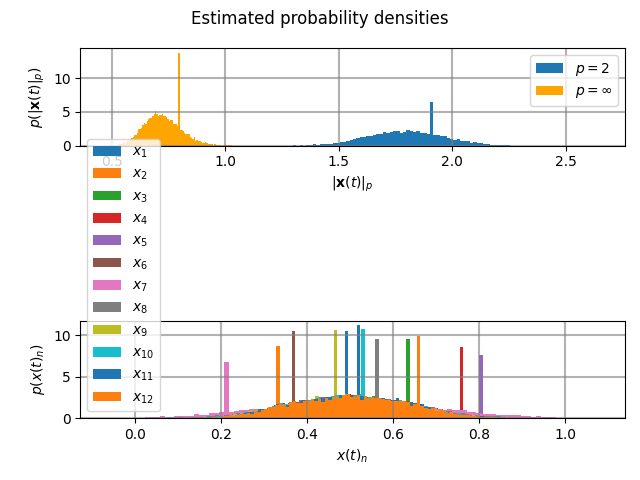 Estimated probability densities
p(|x(t)|_p)
10
5
0
p = 2
p = ∞
0.5 1.0 1.5 2.0 2.5
|x(t)|_p
x_1
x_2
x_3
x_4
x_5
x_6
x_7
x_8
x_9
x_10
x_11
x_12
p(x(t)_n)
10
5
0
0.0 0.2 0.4 0.6 0.8 1.0
x(t)_n